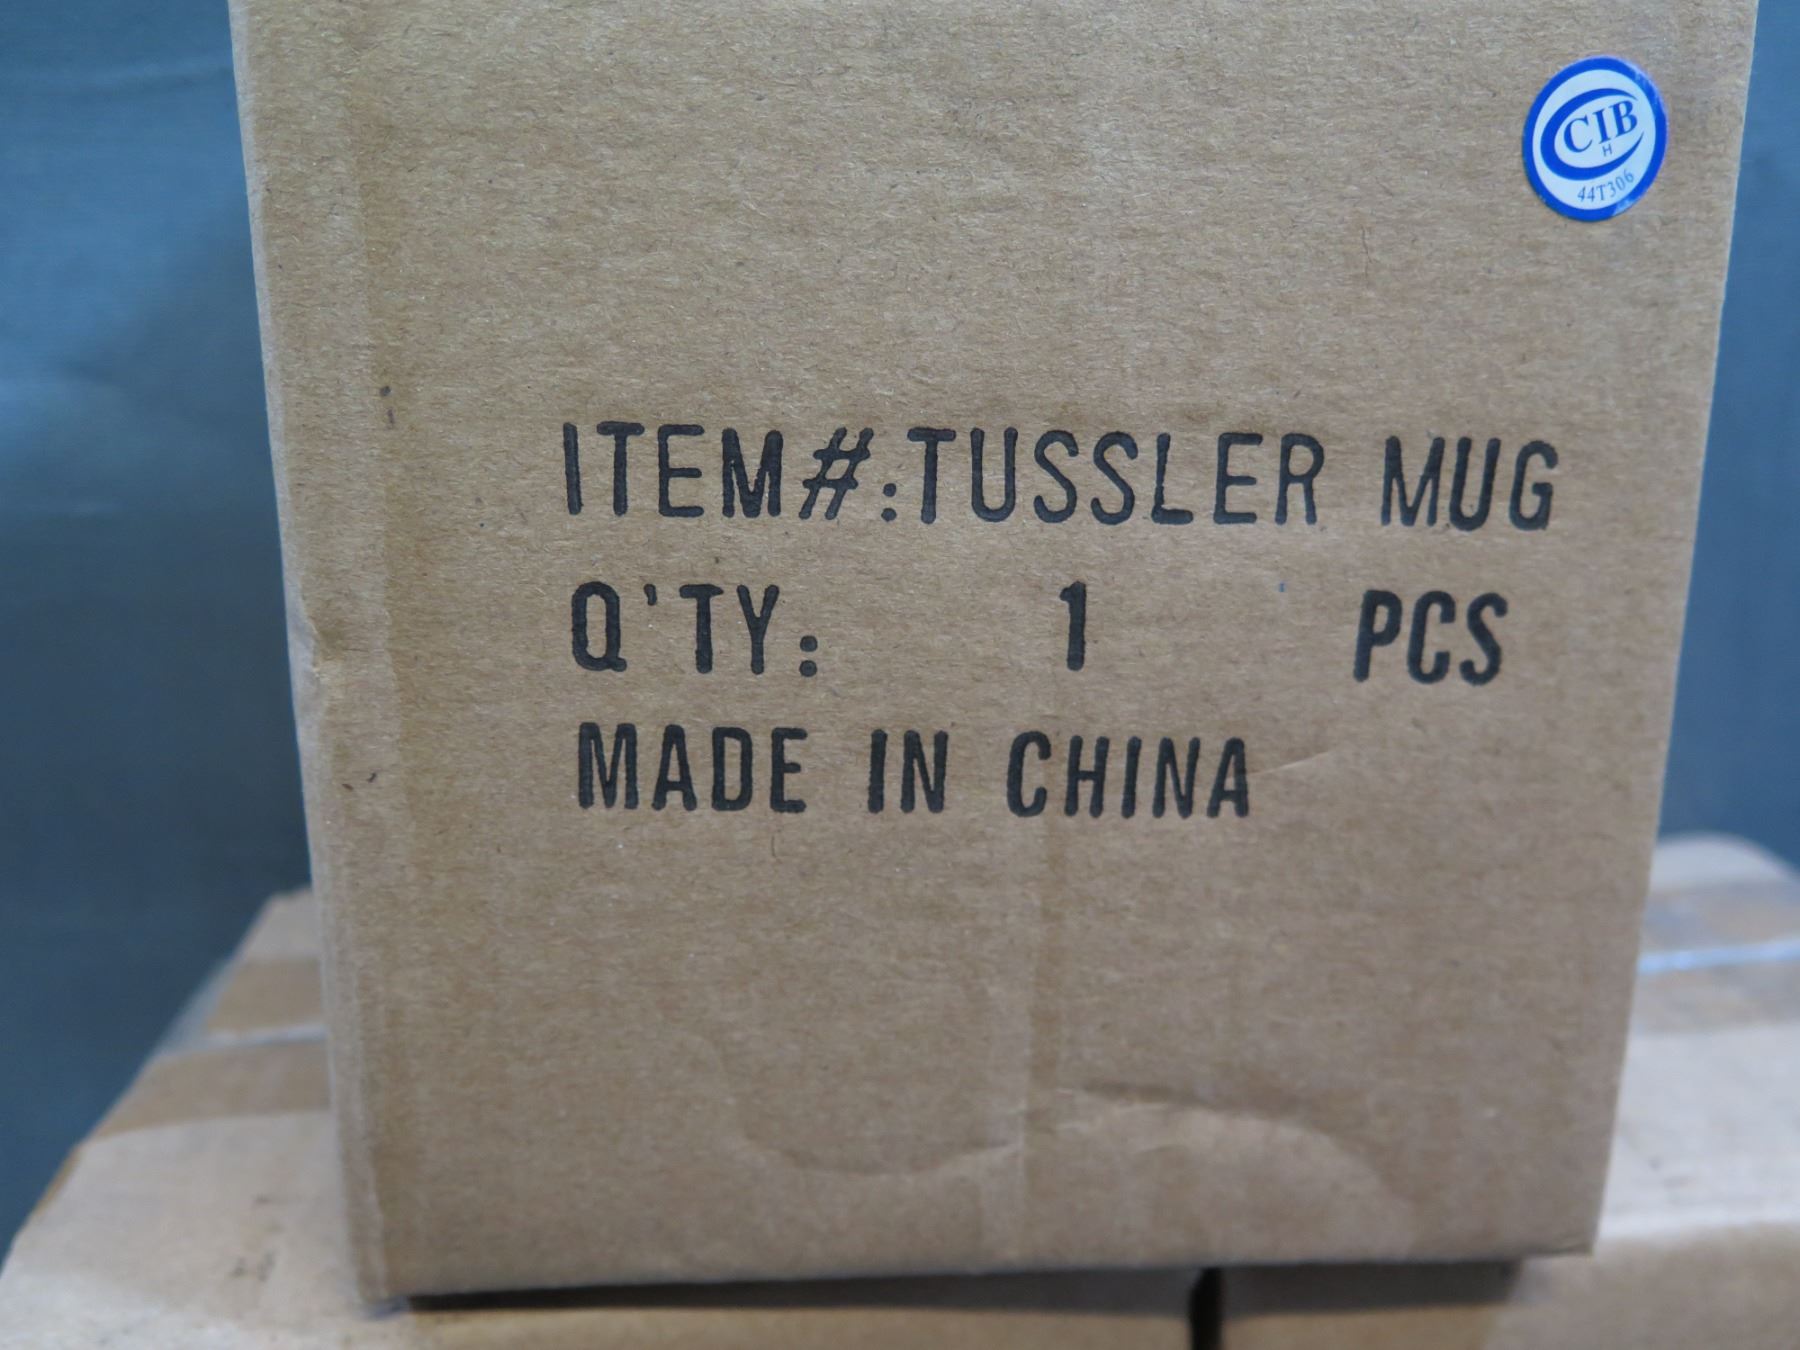 CIB
H
44T306
ITEM#:TUSSLER MUG
Q'TY: 1 PCS
MADE IN CHINA